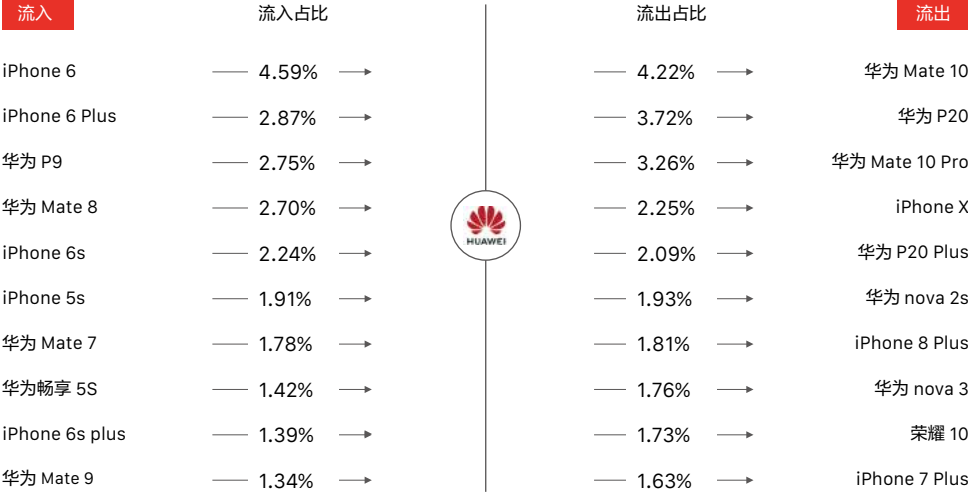 流入 流入占比 流出占比 流出
iPhone 6 4.59% 4.22% 华为 Mate 10
iPhone 6 Plus 2.87% 3.72% 华为 P20
华为 P9 2.75% 3.26% 华为 Mate 10 Pro
华为 Mate 8 2.70% 2.25% iPhone X
HUAWEI
iPhone 6s 2.24% 2.09% 华为 P20 Plus
iPhone 5s 1.91% 1.93% 华为 nova 2s
华为 Mate 7 1.78% 1.81% iPhone 8 Plus
华为畅享 5S 1.42% 1.76% 华为 nova 3
iPhone 6s plus 1.39% 1.73% 荣耀 10
华为 Mate 9 1.34% 1.63% iPhone 7 Plus